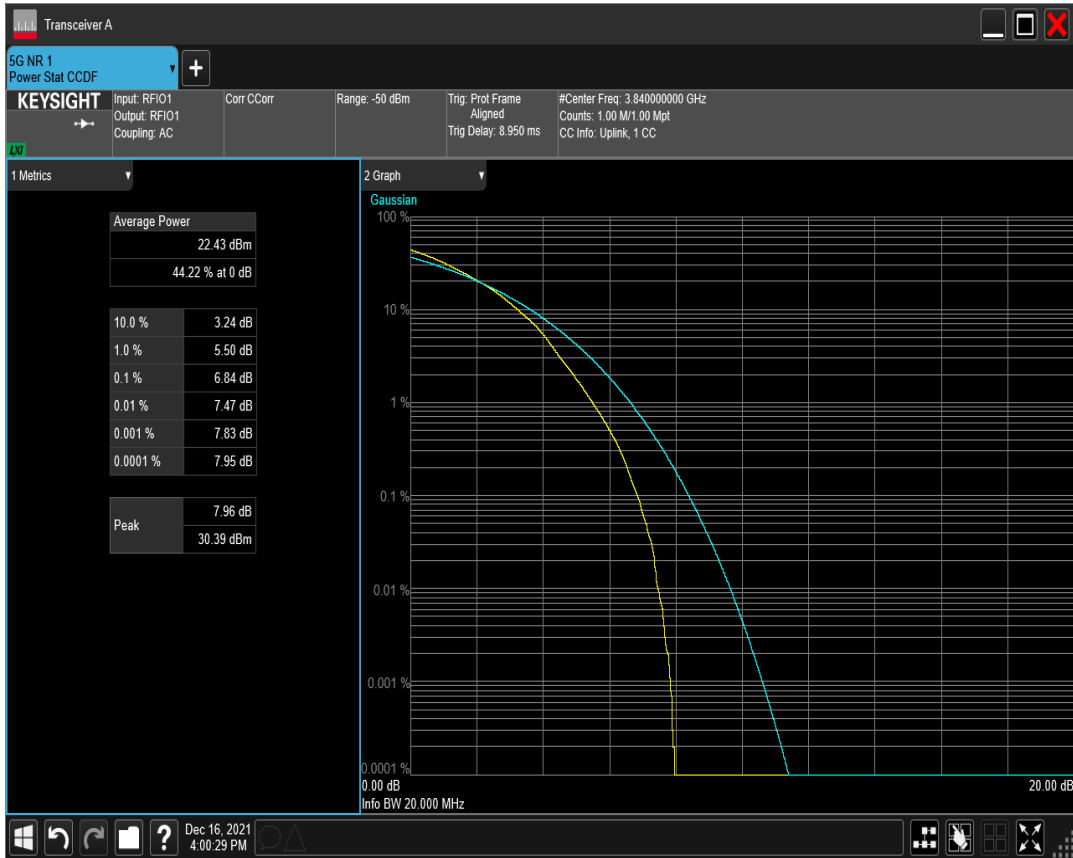 Transceiver A
5G NR 1
Power Stat CCDF
KEYSIGHT
LXI
Input: RFIO1
Output: RFIO1
Coupling: AC
Corr CCorr
Range: -50 dBm
Trig: Prot Frame
Aligned
Trig Delay: 8.950 ms
#Center Freq: 3.840000000 GHz
Counts: 1.00 M/1.00 Mpt
CC Info: Uplink, 1 CC
1 Metrics
Average Power
22.43 dBm
44.22 % at 0 dB
10.0 % 3.24 dB
1.0 % 5.50 dB
0.1 % 6.84 dB
0.01 % 7.47 dB
0.001 % 7.83 dB
0.0001 % 7.95 dB
Peak
7.96 dB
30.39 dBm
2 Graph
Gaussian
100 %
10 %
1 %
0.1 %
0.01 %
0.001 %
0.0001 %
0.00 dB 20.00 dB
Info BW 20.000 MHz
?
Dec 16, 2021
4:00:29 PM